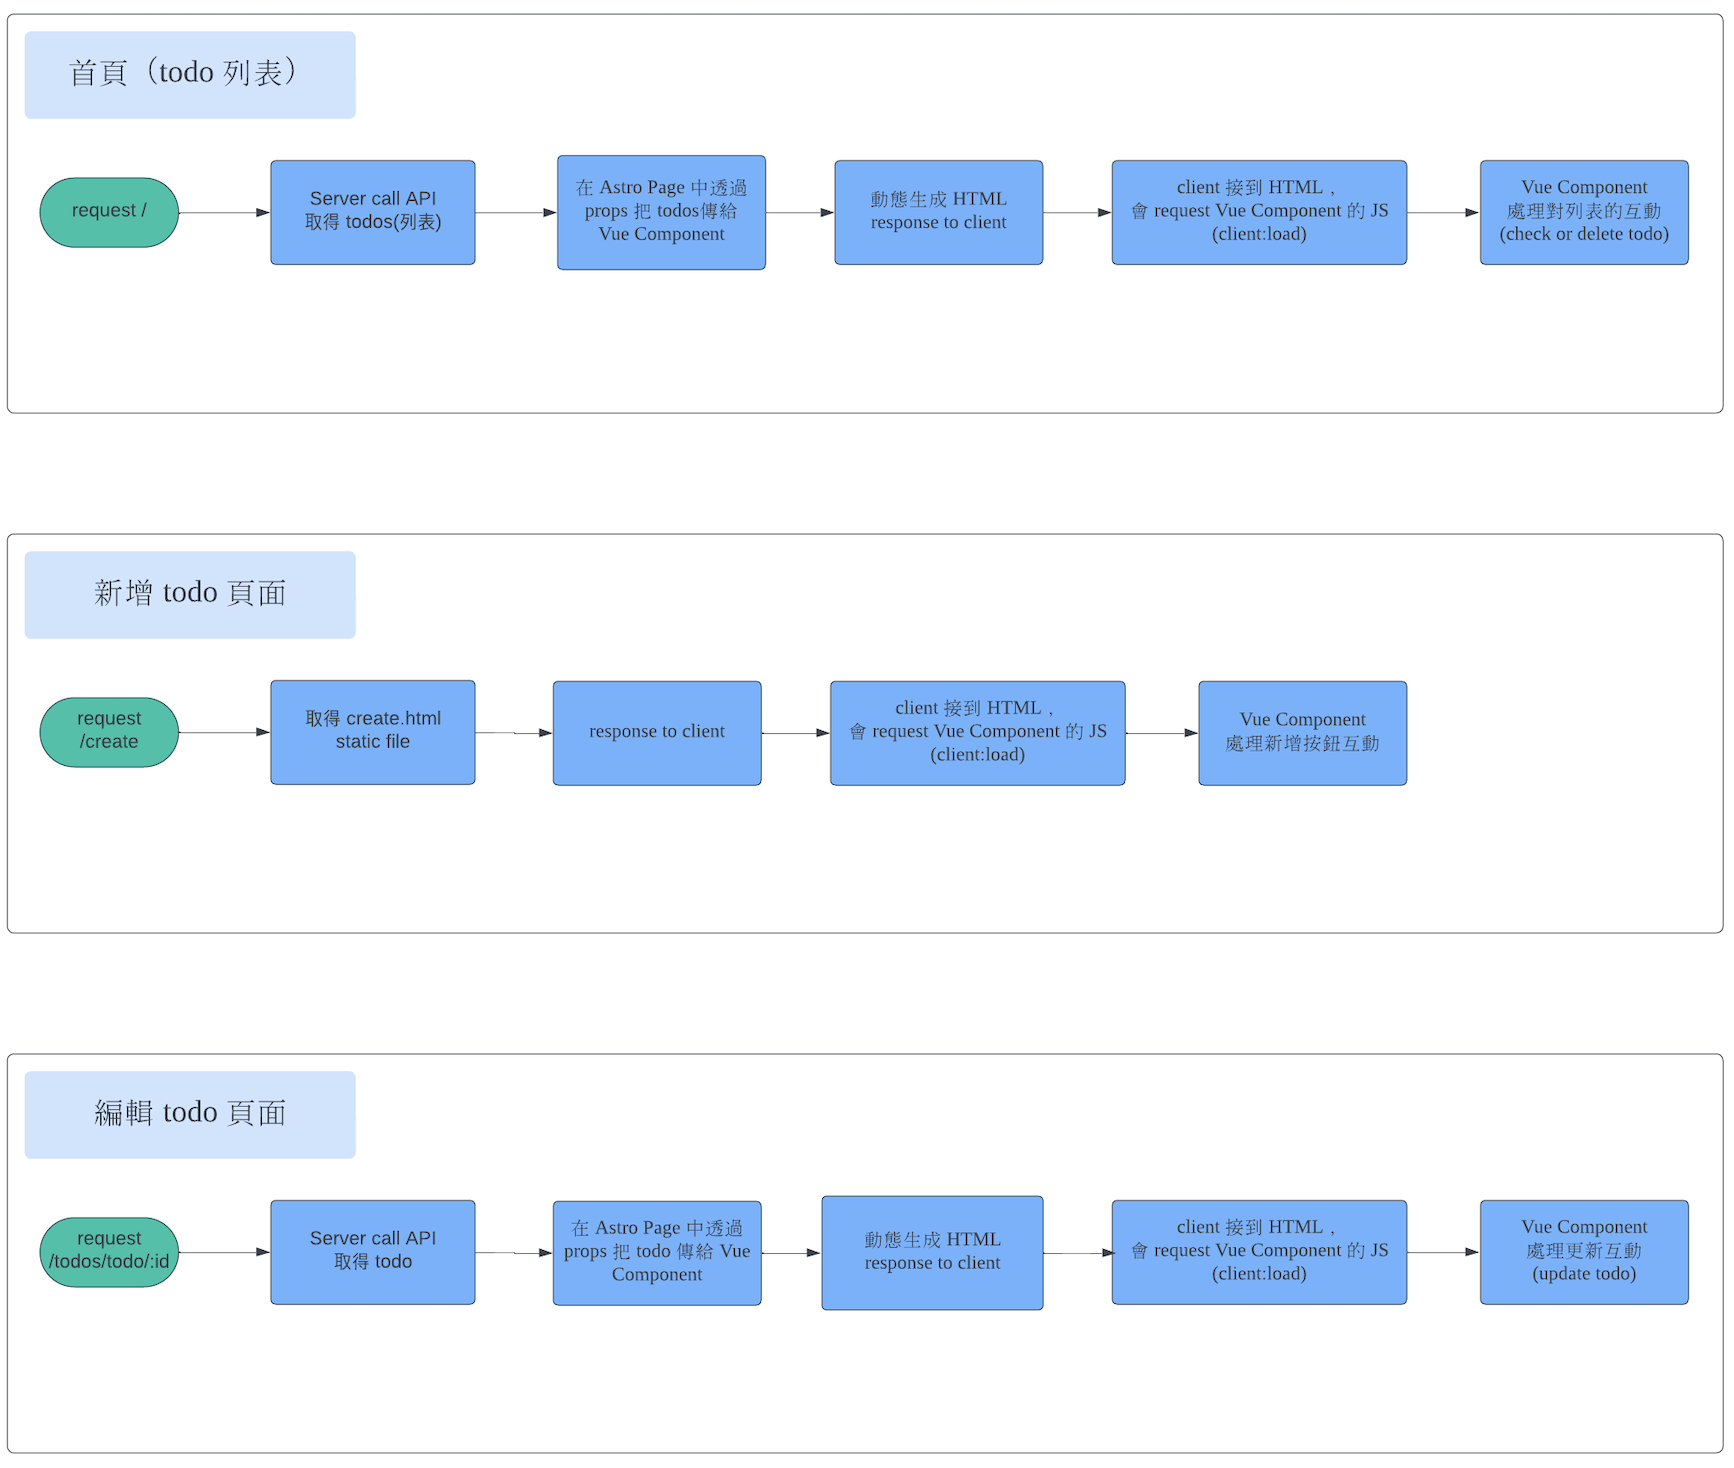 首頁（todo 列表）
request /
Server call API
取得 todos(列表)
在 Astro Page 中透過
props 把 todos傳給
Vue Component
動態生成 HTML
response to client
client 接到 HTML，
會 request Vue Component 的 JS
(client:load)
Vue Component
處理對列表的互動
(check or delete todo)
新增 todo 頁面
request
/create
取得 create.html
static file
response to client
client 接到 HTML，
會 request Vue Component 的 JS
(client:load)
Vue Component
處理新增按鈕互動
編輯 todo 頁面
request
/todos/todo/:id
Server call API
取得 todo
在 Astro Page 中透過
props 把 todo 傳給 Vue
Component
動態生成 HTML
response to client
client 接到 HTML，
會 request Vue Component 的 JS
(client:load)
Vue Component
處理更新互動
(update todo)